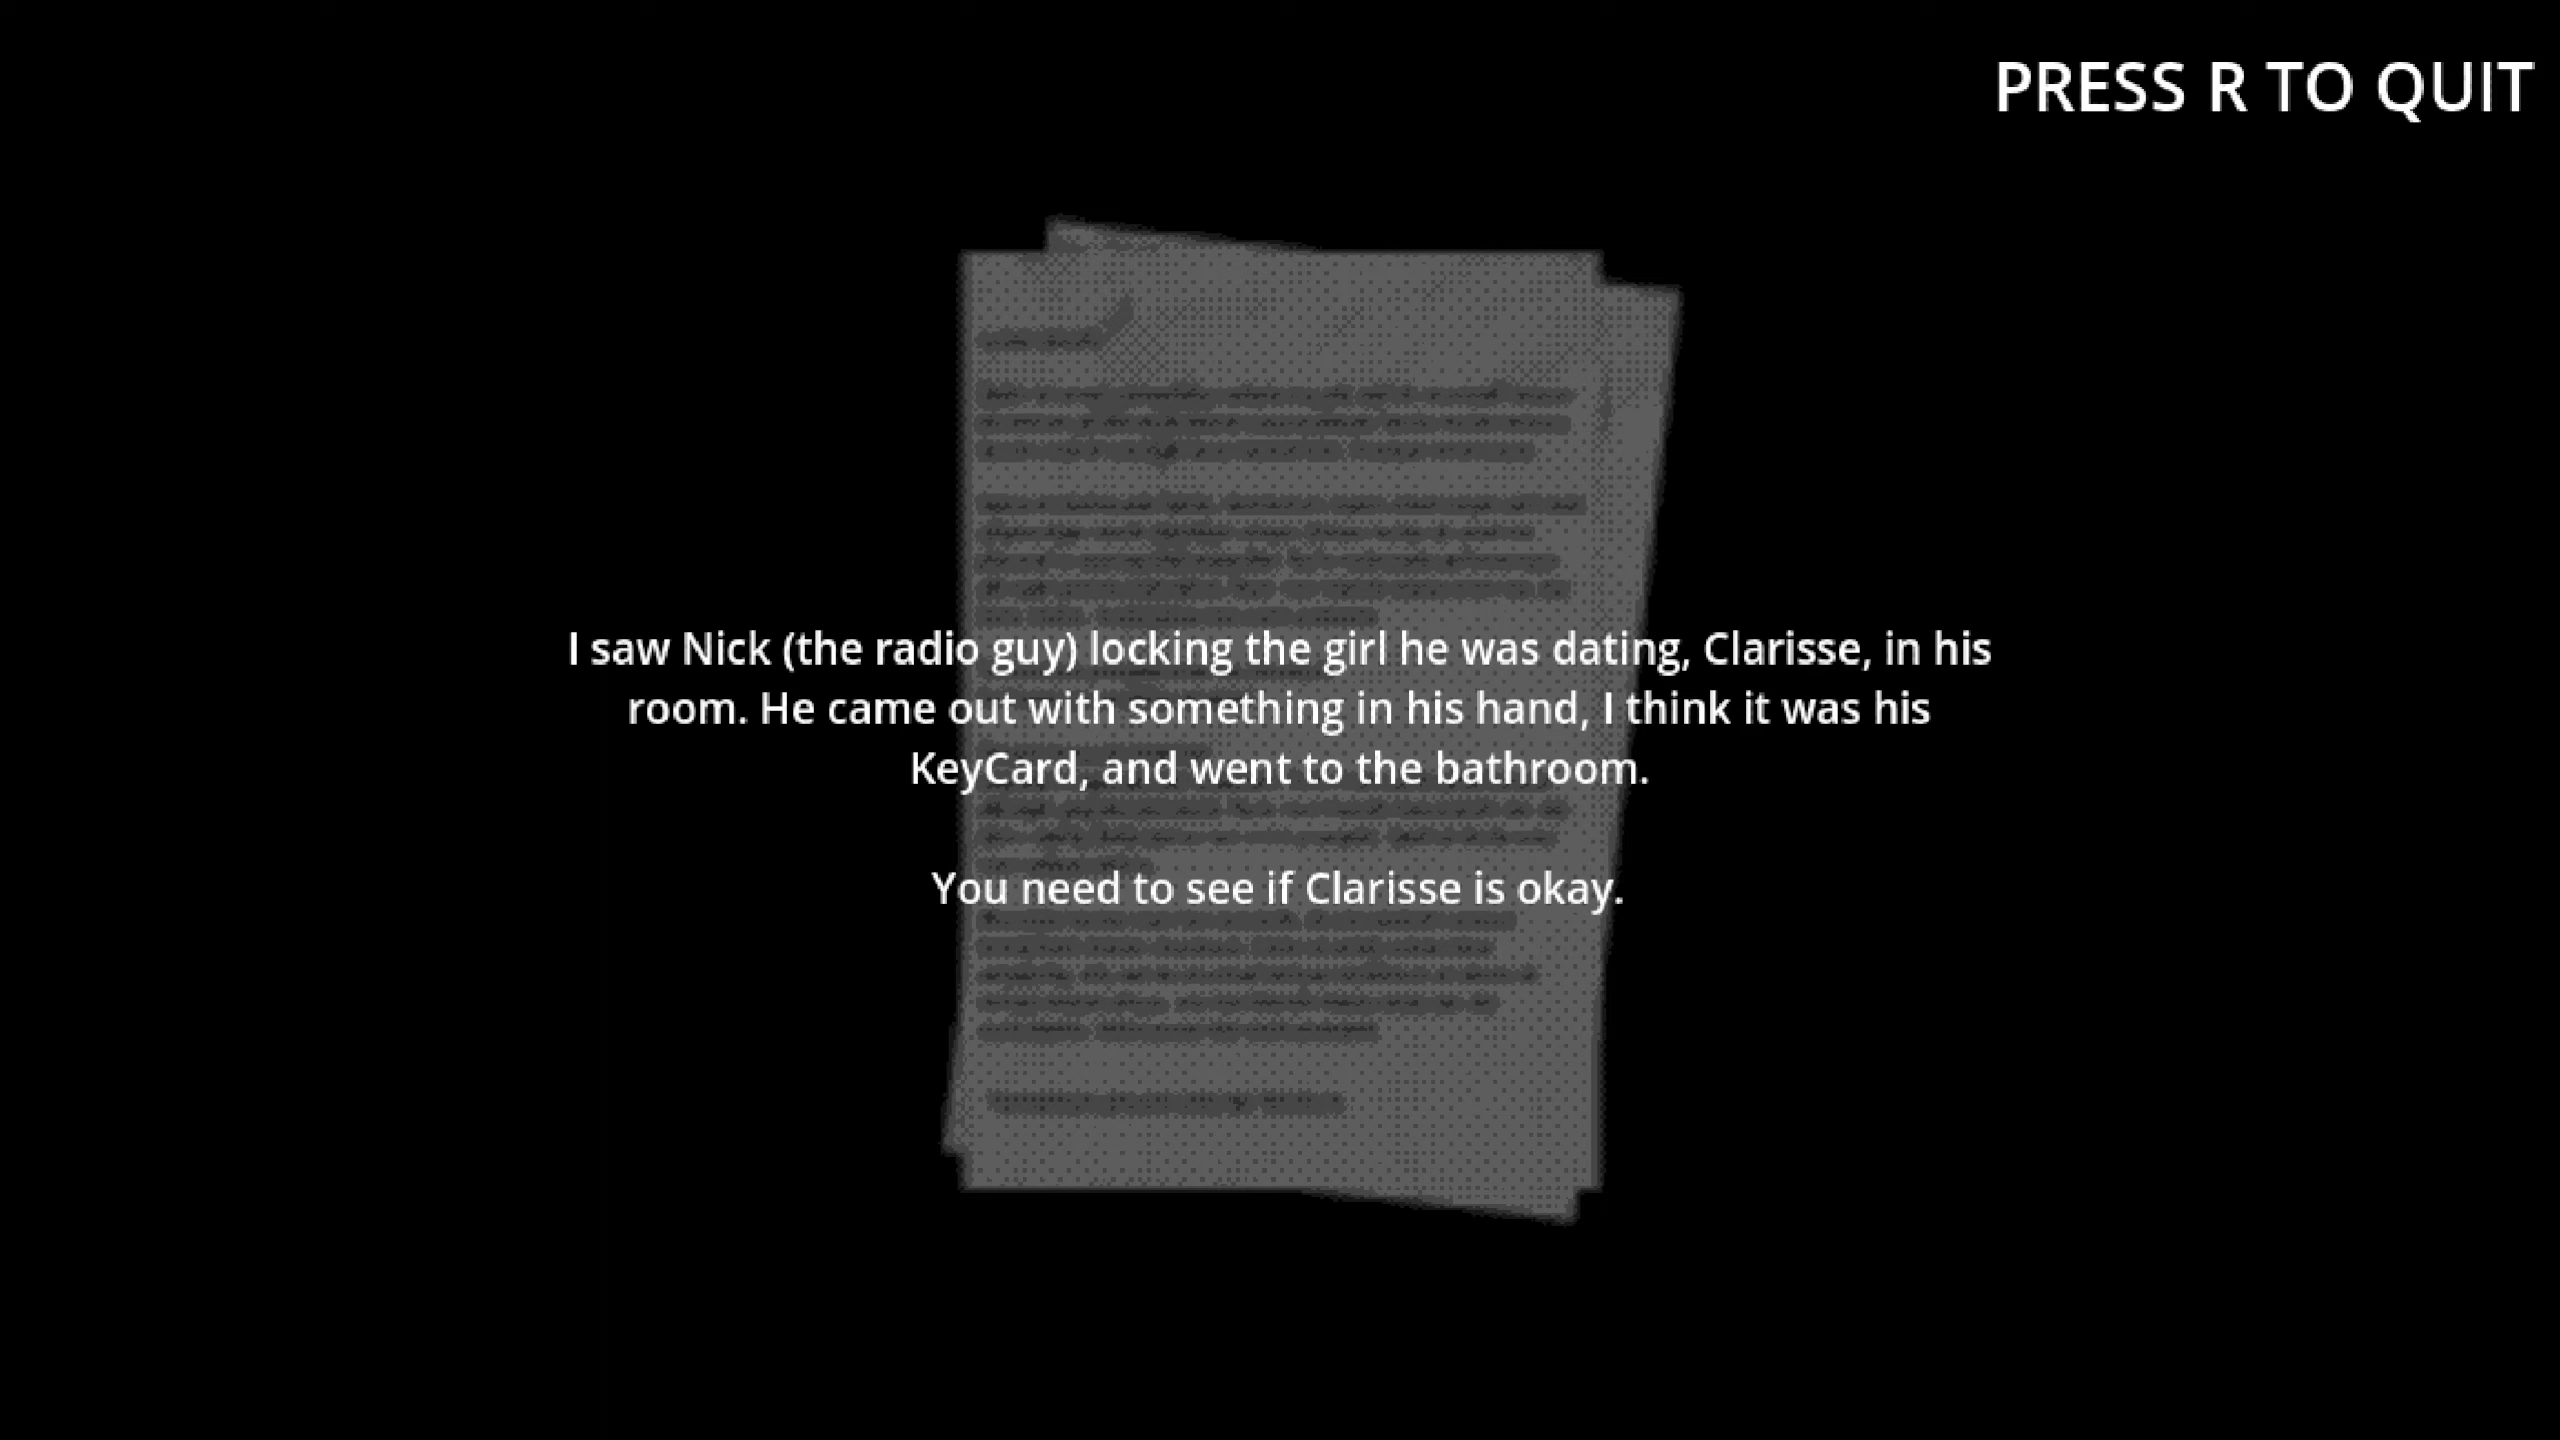 PRESS R TO QUIT
I saw Nick (the radio guy) locking the girl he was dating, Clarisse, in his
room. He came out with something in his hand, I think it was his
KeyCard, and went to the bathroom.
You need to see if Clarisse is okay.